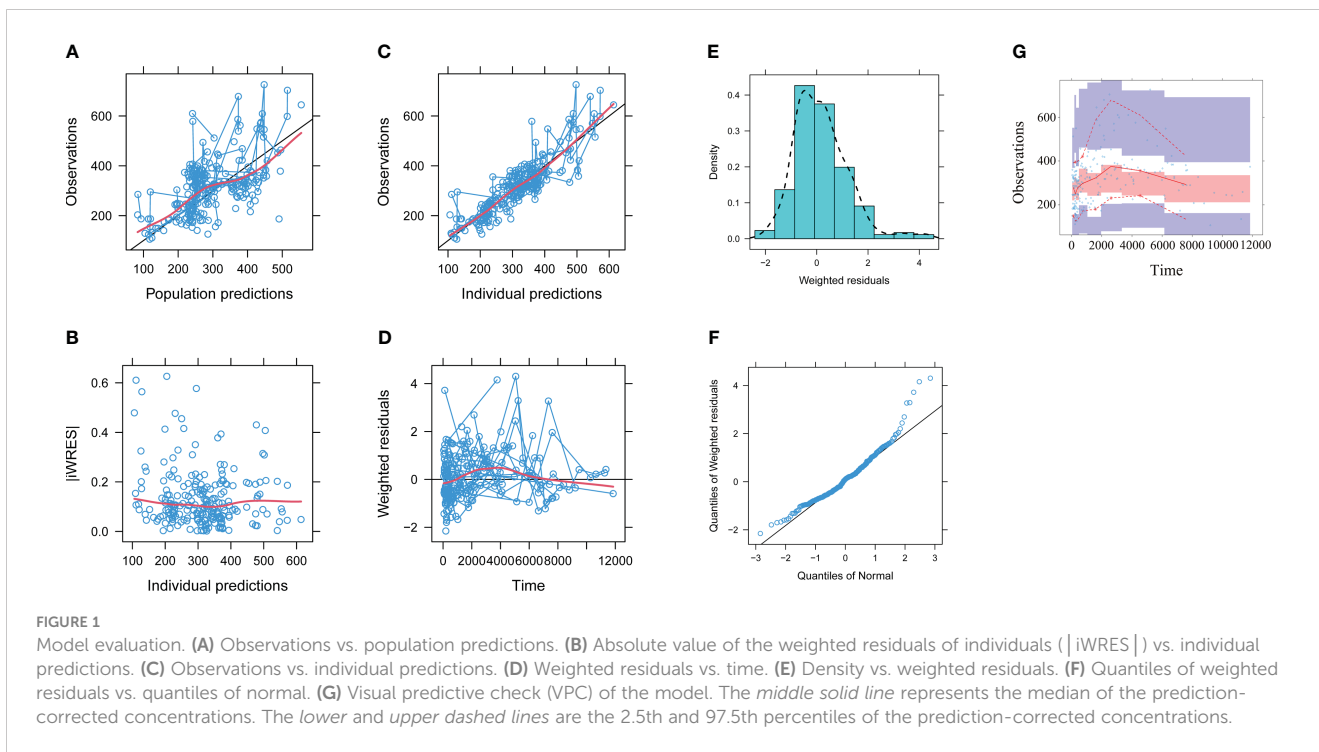 A
600
400
200
Observations
100 200 300 400 500
Population predictions
C
600
400
200
Observations
100 200 300 400 500 600
Individual predictions
E
0.4
0.3
0.2
0.1
0.0
Density
−2 0 2 4
Weighted residuals
G
600
400
200
Observations
0 2000 4000 6000 8000 10000 12000
Time
B
0.6
0.4
0.2
0.0
|iWRES|
100 200 300 400 500 600
Individual predictions
D
4
2
0
−2
Weighted residuals
0 2000 4000 6000 8000 12000
Time
F
4
2
0
−2
Quantiles of Weighted residuals
−3 −2 −1 0 1 2 3
Quantiles of Normal
FIGURE 1
Model evaluation. (A) Observations vs. population predictions. (B) Absolute value of the weighted residuals of individuals (|iWRES|) vs. individual
predictions. (C) Observations vs. individual predictions. (D) Weighted residuals vs. time. (E) Density vs. weighted residuals. (F) Quantiles of weighted
residuals vs. quantiles of normal. (G) Visual predictive check (VPC) of the model. The middle solid line represents the median of the prediction-
corrected concentrations. The lower and upper dashed lines are the 2.5th and 97.5th percentiles of the prediction-corrected concentrations.